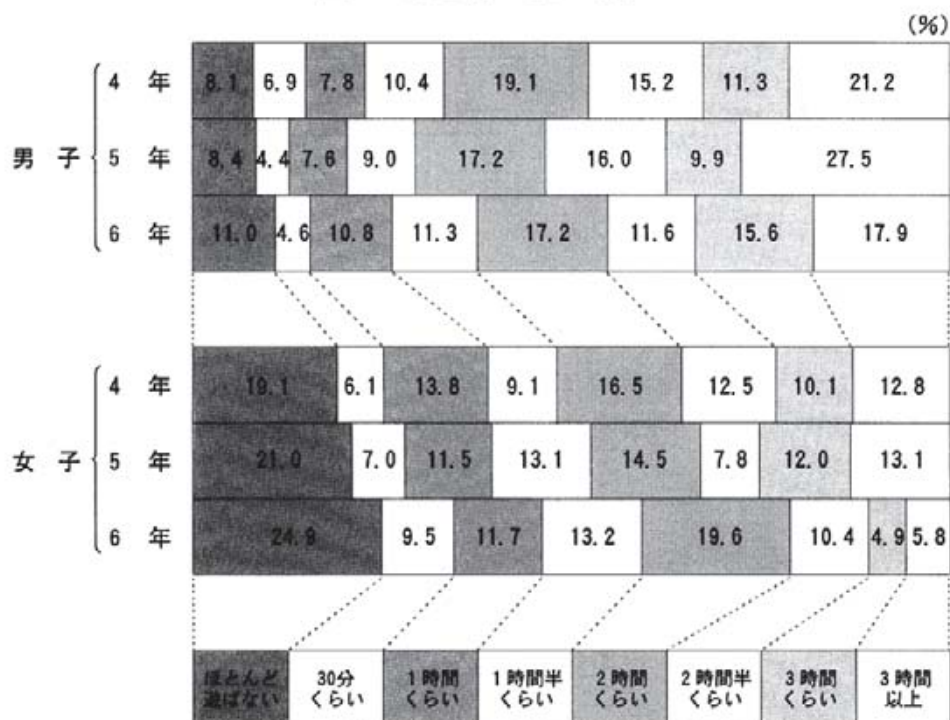 (%)
男子
4年 8.1 6.9 7.8 10.4 19.1 15.2 11.3 21.2
5年 8.4 4.4 7.6 9.0 17.2 16.0 9.9 27.5
6年 11.0 4.6 10.8 11.3 17.2 11.6 15.6 17.9
女子
4年 19.1 6.1 13.8 9.1 16.5 12.5 10.1 12.8
5年 21.0 7.0 11.5 13.1 14.5 7.8 12.0 13.1
6年 24.9 9.5 11.7 13.2 19.6 10.4 4.9 5.8
ほとんど
遊ばない
30分
くらい
1時間
くらい
1時間半
くらい
2時間
くらい
2時間半
くらい
3時間
くらい
3時間
以上